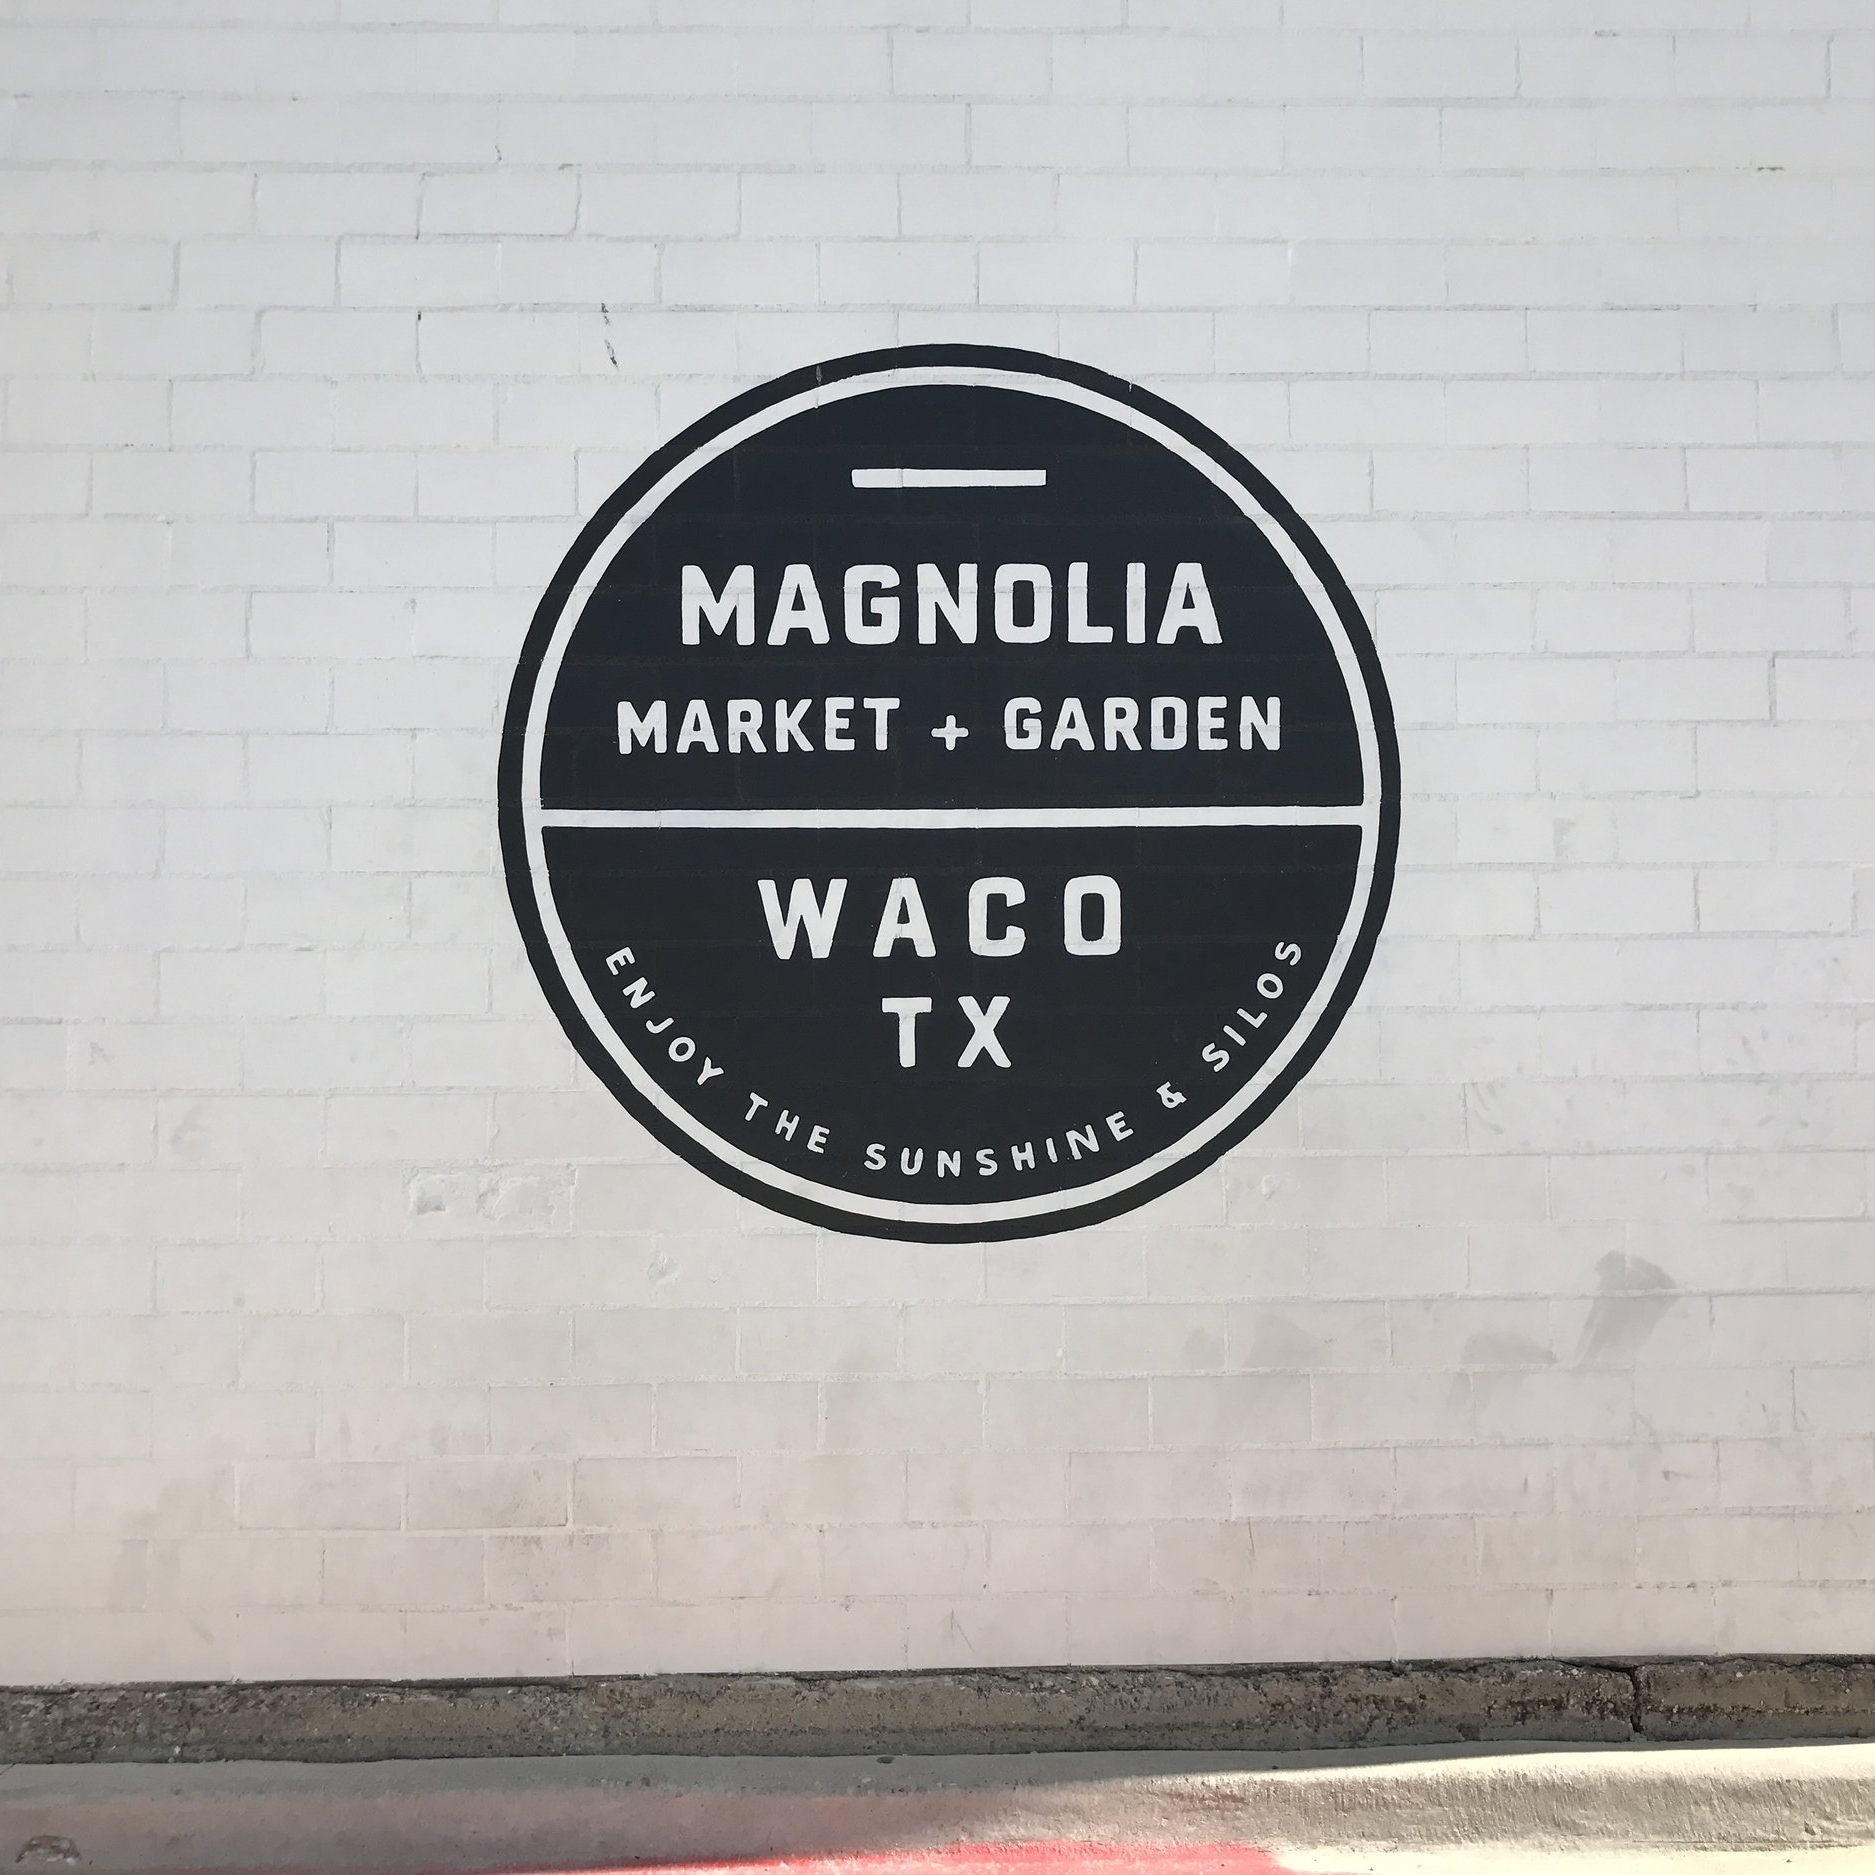 MAGNOLIA
MARKET + GARDEN
WACO
TX
ENJOY THE SUNSHINE & SILOS